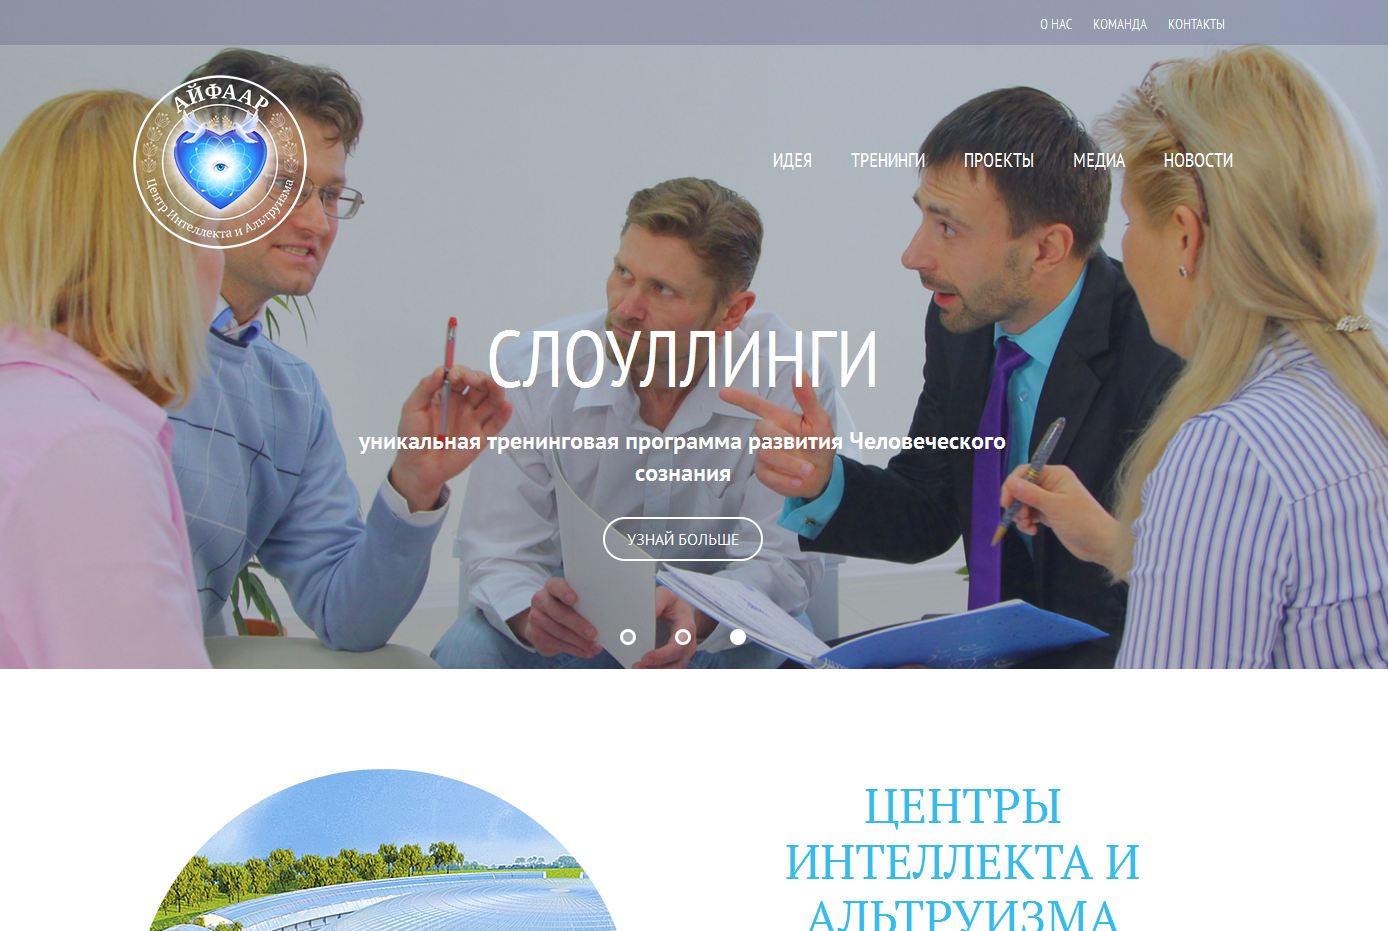 О НАС КОМАНДА КОНТАКТЫ
АЙФААР
Центр Интеллекта и Альтруизма
ИДЕЯ ТРЕНИНГИ ПРОЕКТЫ МЕДИА НОВОСТИ
СЛОУЛЛИНГИ
уникальная тренинговая программа развития Человеческого
сознания
УЗНАЙ БОЛЬШЕ
ЦЕНТРЫ
ИНТЕЛЛЕКТА И
АЛЬТРУИЗМА